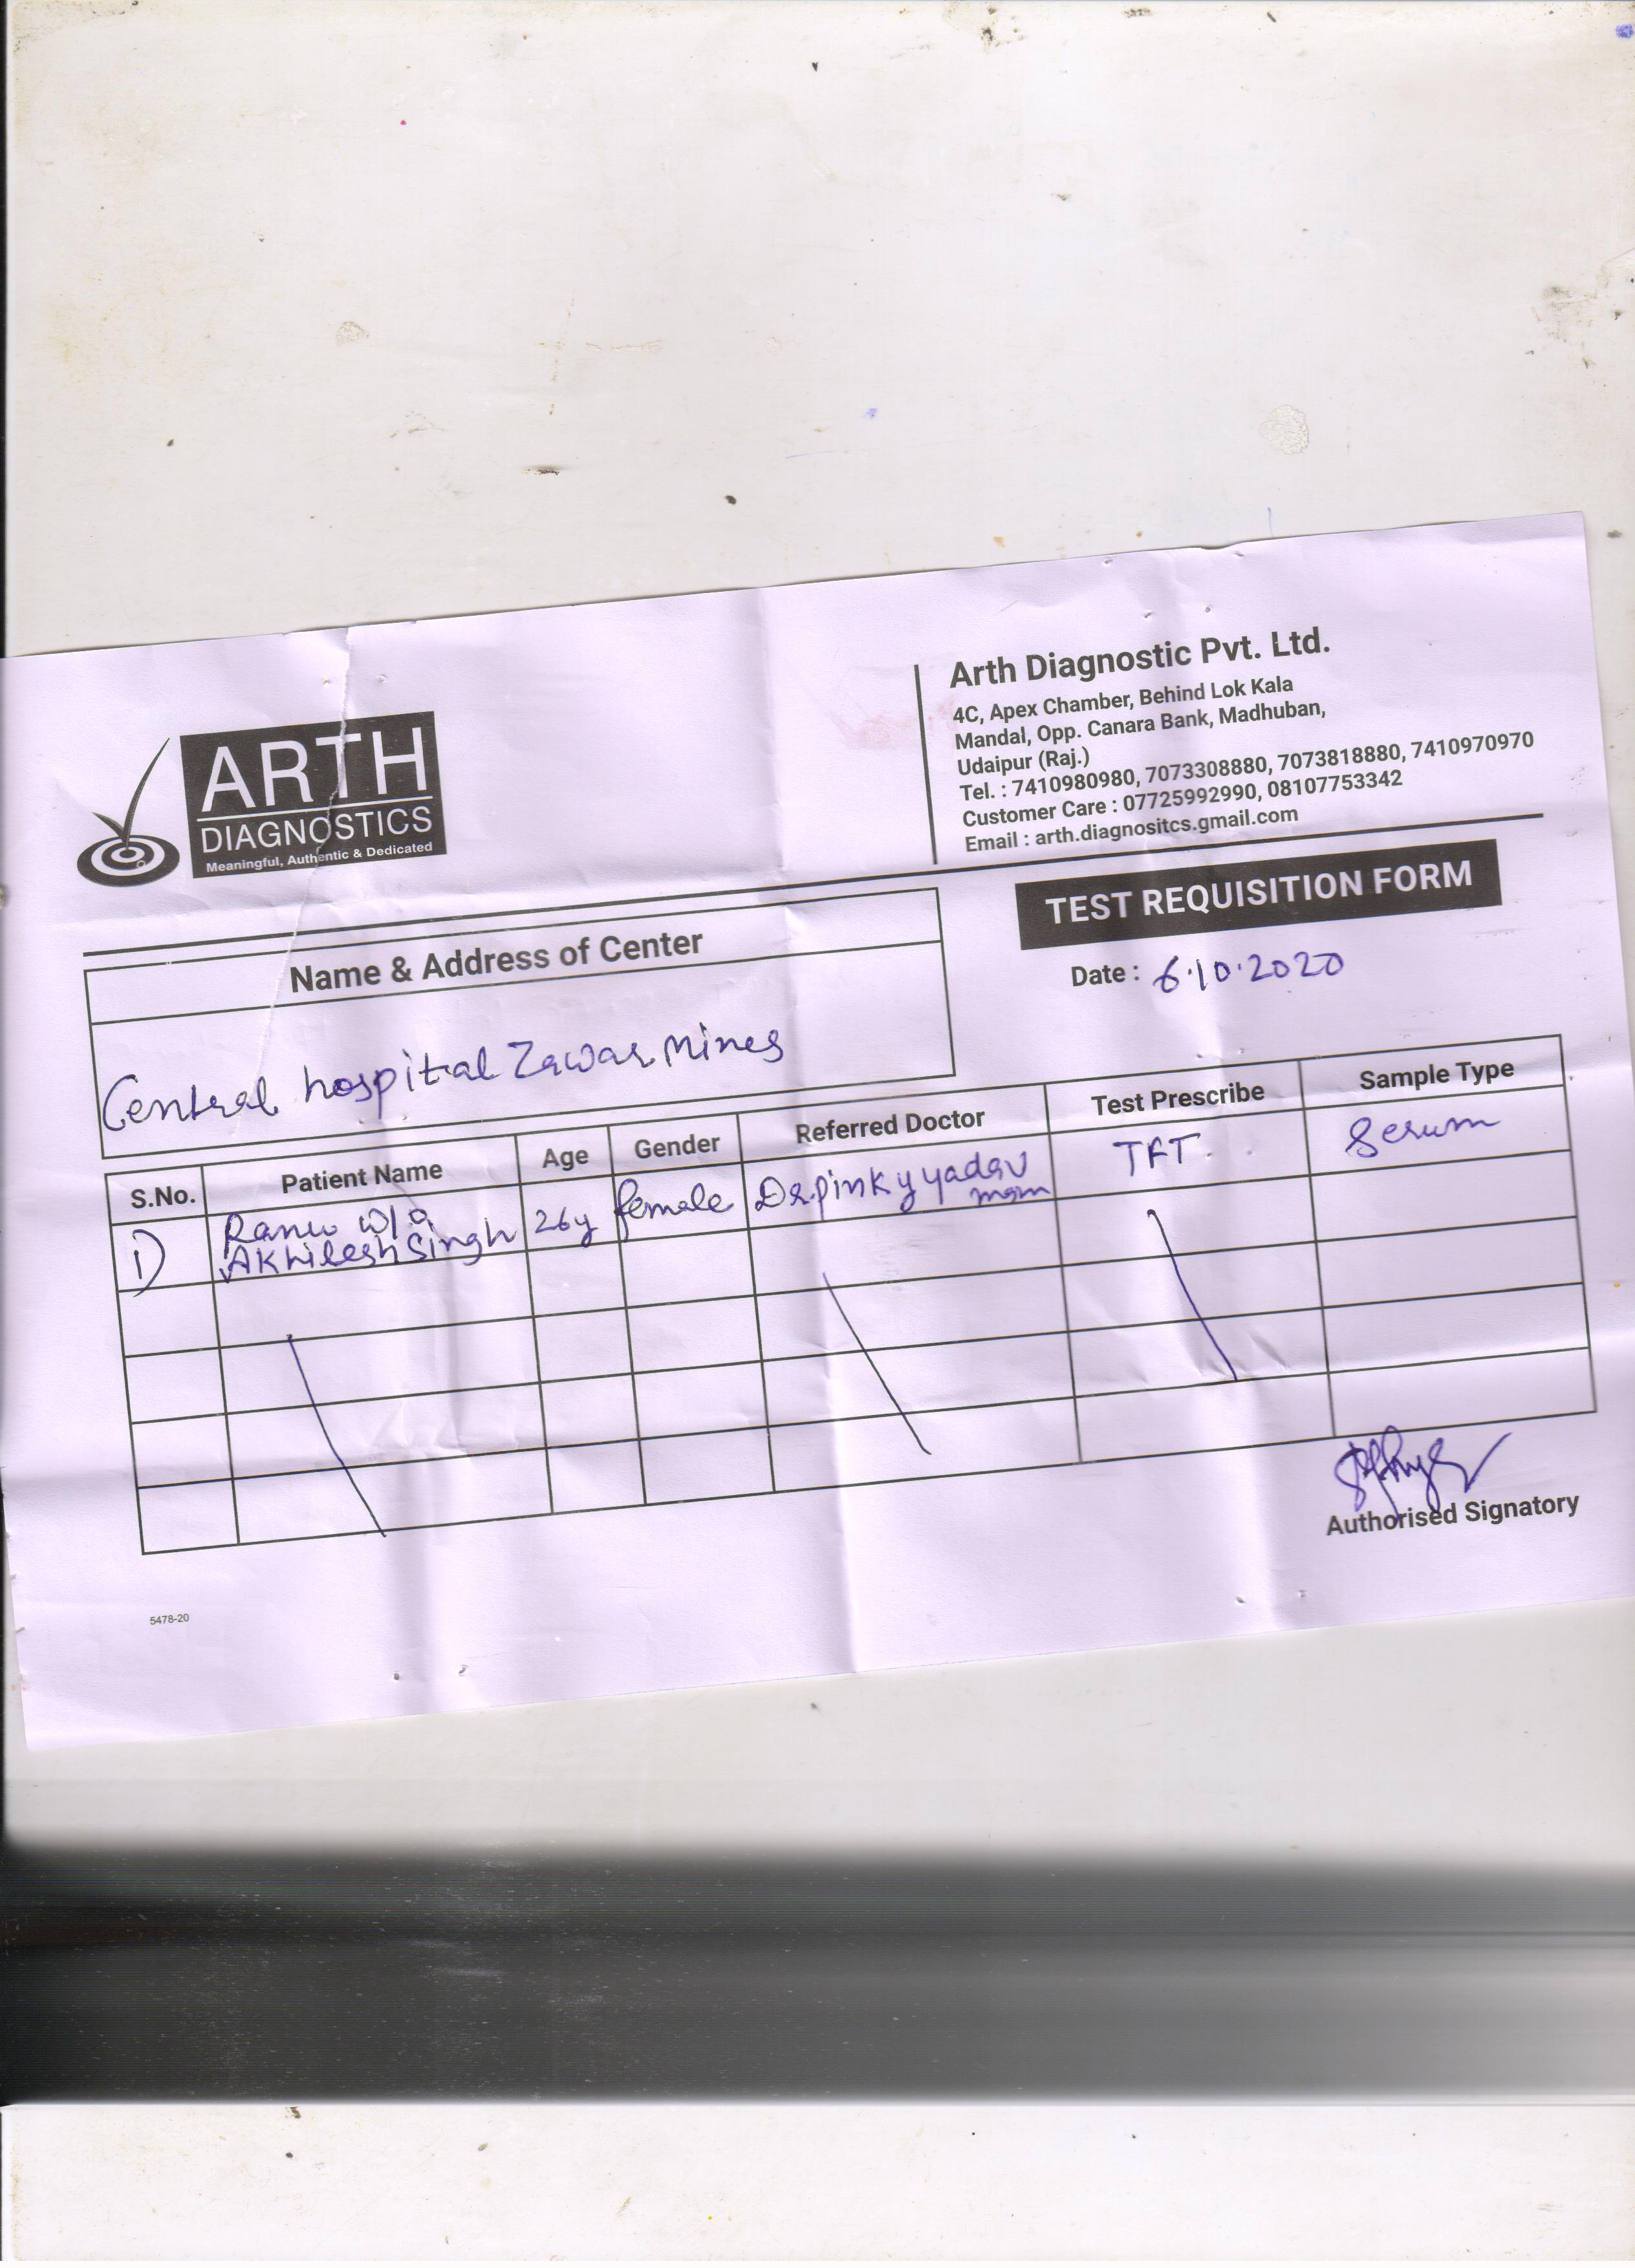 ARTH
DIAGNOSTICS
Meaningful, Authentic & Dedicated
Arth Diagnostic Pvt. Ltd.
4C, Apex Chamber, Behind Lok Kala
Mandal, Opp. Canara Bank, Madhuban,
Udaipur (Raj.)
Tel. : 7410980980, 7073308880, 7073818880, 7410970970
Customer Care : 07725992990, 08107753342
Email : arth.diagnositcs.gmail.com
TEST REQUISITION FORM
Date : 6.10.2020
Name & Address of Center
Central hospital Zawar Mines
S.No. Patient Name Age Gender Referred Doctor Test Prescribe Sample Type
1) Ranu w/o 26y female Dr. pinky yadav TFT Serum
Akhilesh Singh mam
Authorised Signatory
5478-20